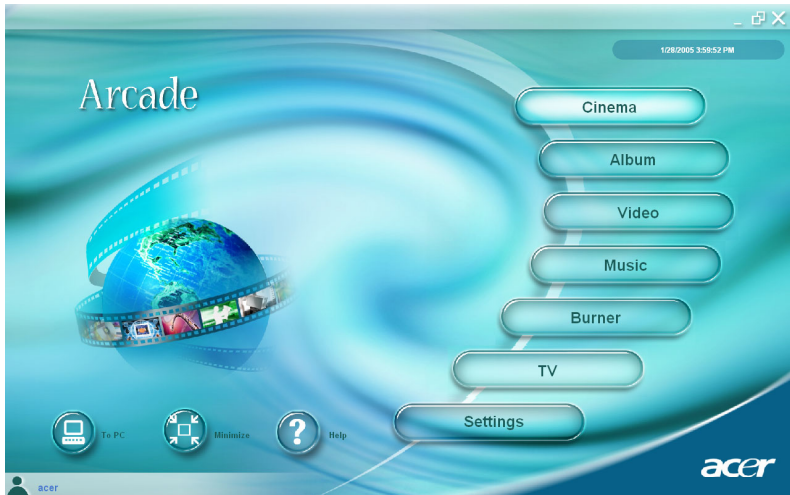 1/28/2005 3:59:52 PM
Arcade
Cinema
Album
Video
Music
Burner
TV
Settings
To PC
Minimize
Help
acer
acer